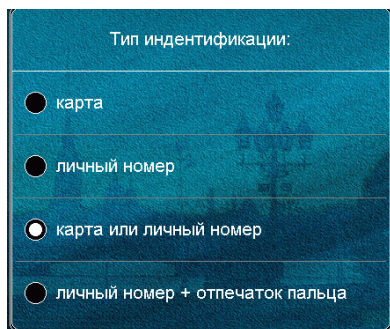 Тип индентификации:
карта
личный номер
карта или личный номер
личный номер + отпечаток пальца